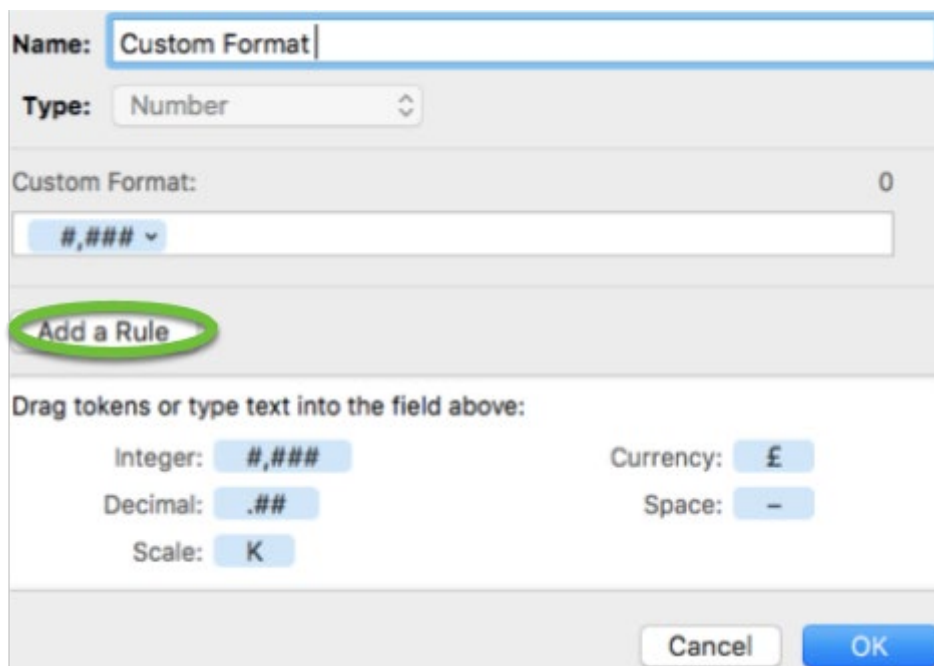 Name: Custom Format
Type: Number
Custom Format: 0
#,###
Add a Rule
Drag tokens or type text into the field above:
Integer: #,### Currency: £
Decimal: .## Space: –
Scale: K
Cancel OK